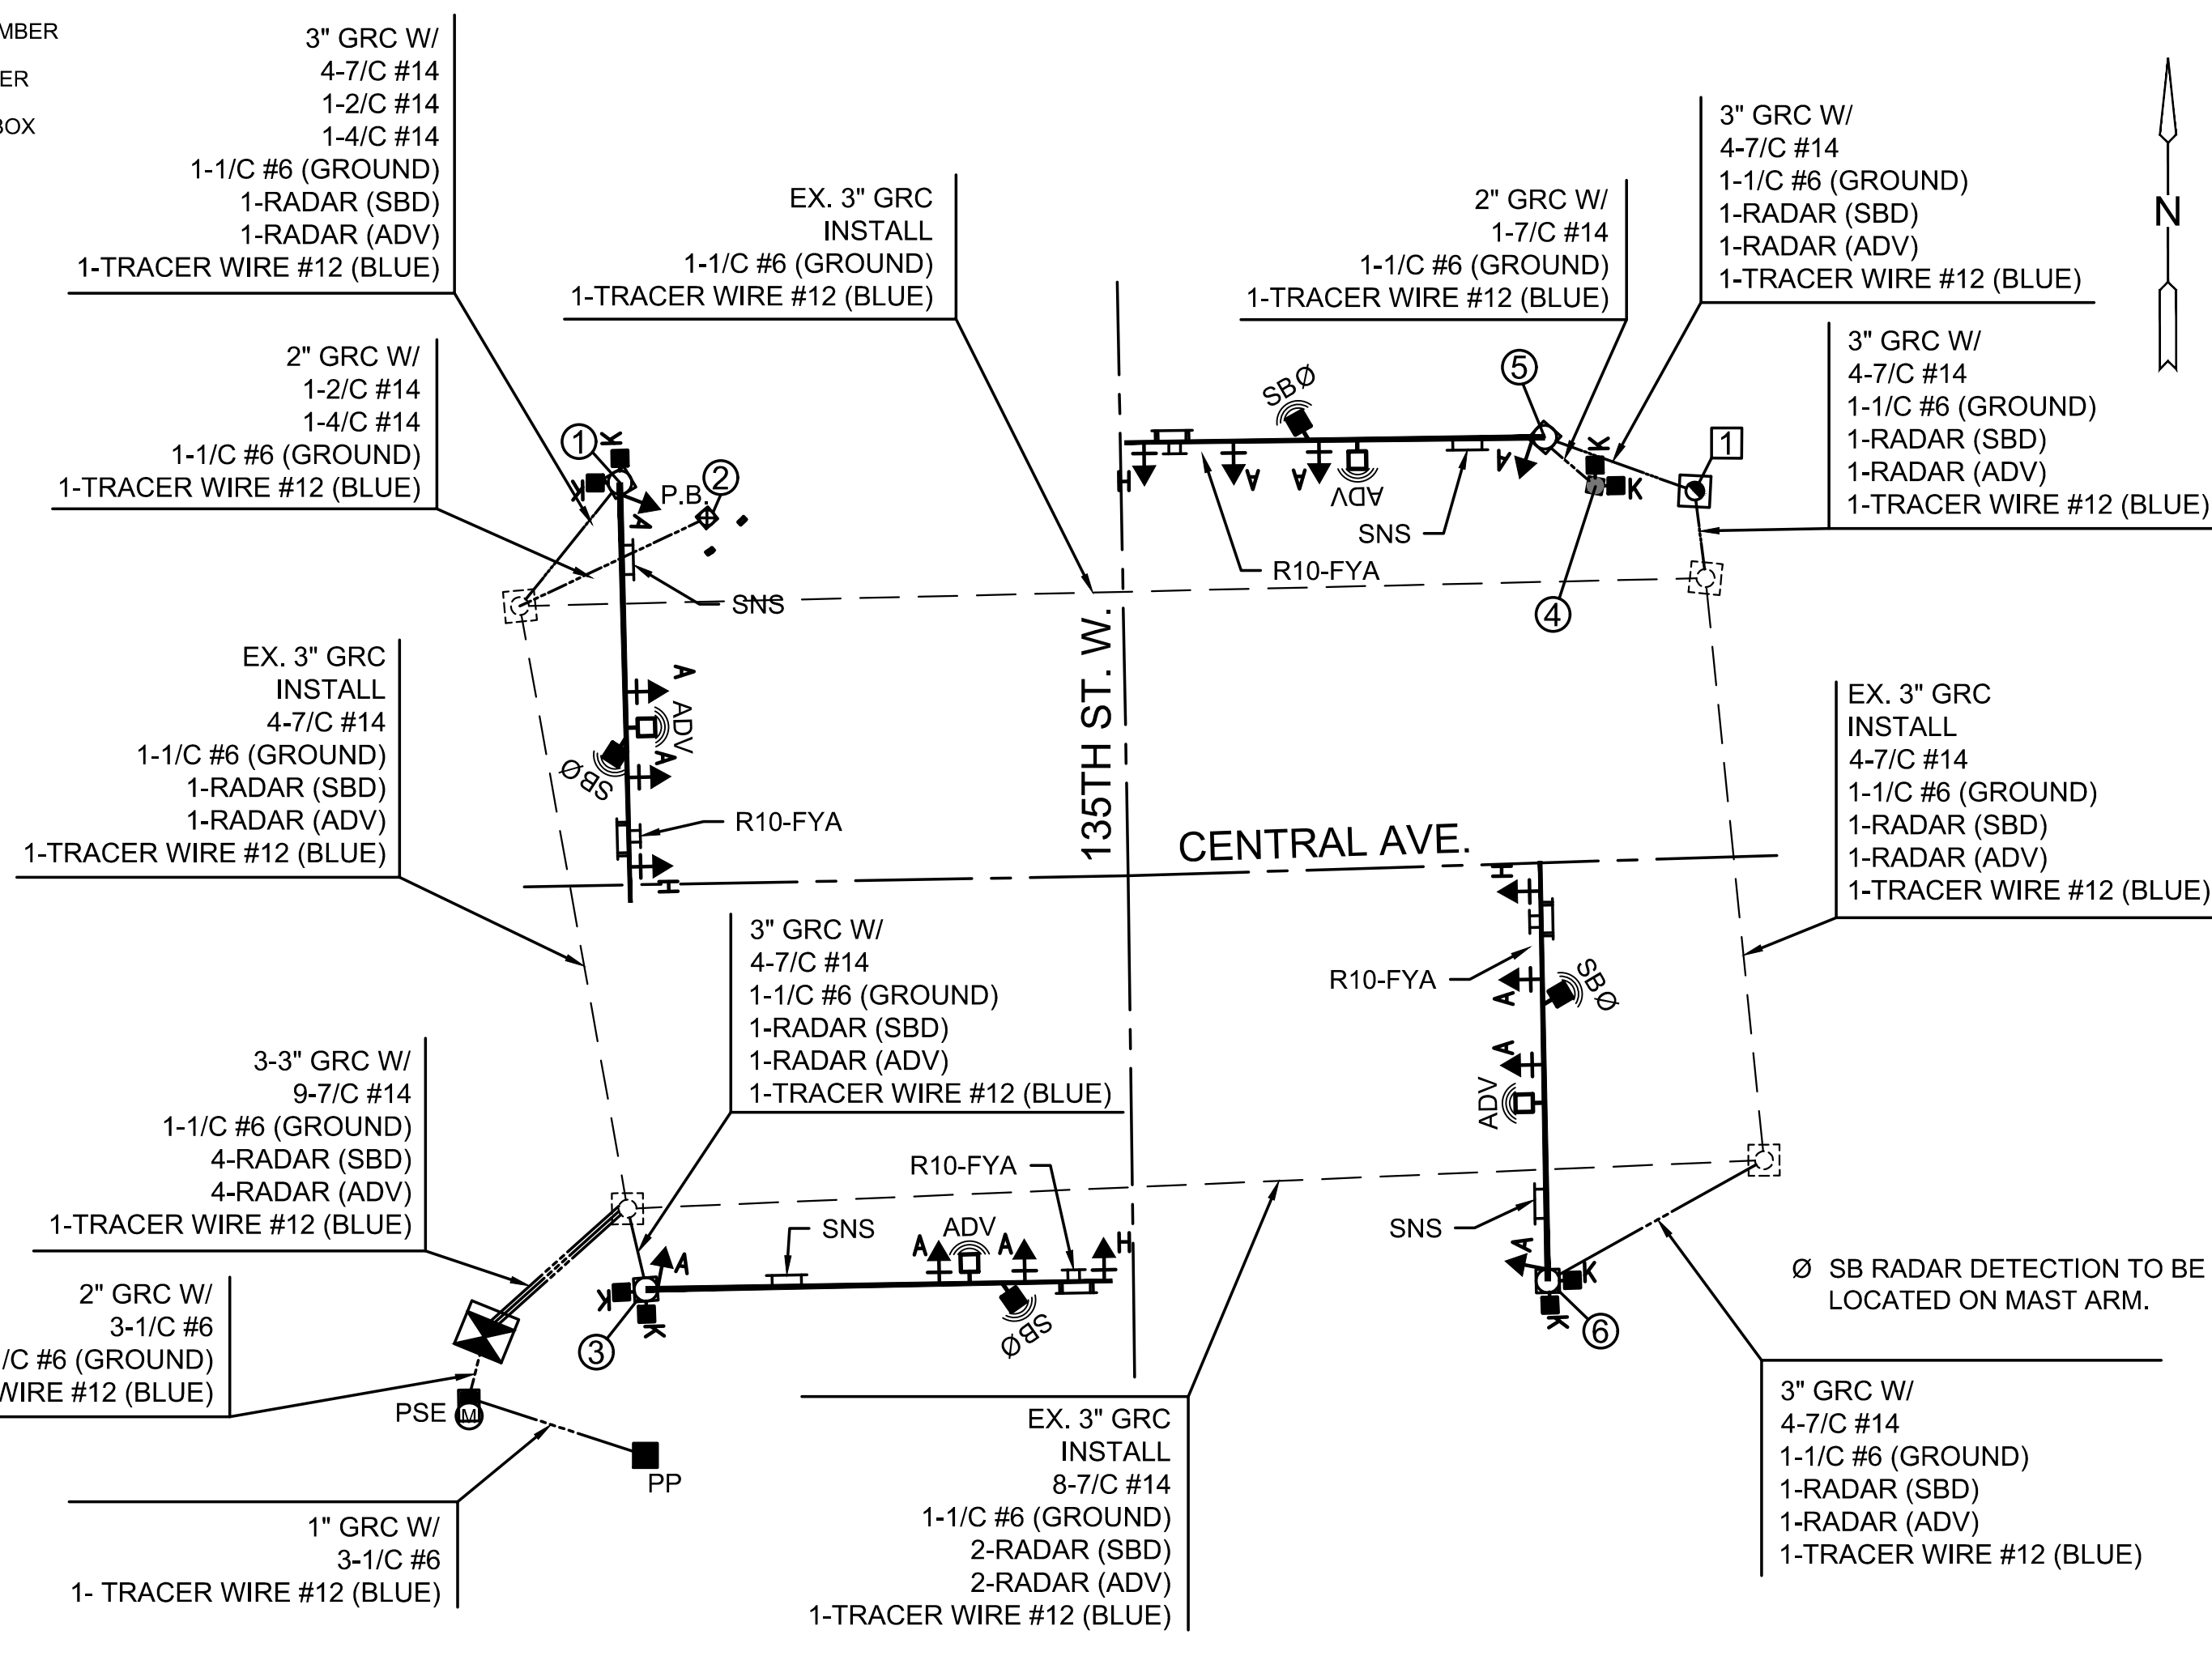 MBER
ER
BOX
3" GRC W/
4-7/C #14
1-2/C #14
1-4/C #14
1-1/C #6 (GROUND)
1-RADAR (SBD)
1-RADAR (ADV)
1-TRACER WIRE #12 (BLUE)
EX. 3" GRC
INSTALL
1-1/C #6 (GROUND)
1-TRACER WIRE #12 (BLUE)
2" GRC W/
1-7/C #14
1-1/C #6 (GROUND)
1-TRACER WIRE #12 (BLUE)
3" GRC W/
4-7/C #14
1-1/C #6 (GROUND)
1-RADAR (SBD)
1-RADAR (ADV)
1-TRACER WIRE #12 (BLUE)
N
2" GRC W/
1-2/C #14
1-4/C #14
1-1/C #6 (GROUND)
1-TRACER WIRE #12 (BLUE)
3" GRC W/
4-7/C #14
1-1/C #6 (GROUND)
1-RADAR (SBD)
1-RADAR (ADV)
1-TRACER WIRE #12 (BLUE)
1
K
K
A
P.B.
2
SNS
SBØ
5
H
A
A
ADV
A
SNS
R10-FYA
K
K
4
1
EX. 3" GRC
INSTALL
4-7/C #14
1-1/C #6 (GROUND)
1-RADAR (SBD)
1-RADAR (ADV)
1-TRACER WIRE #12 (BLUE)
A
ADV
A
SBØ
R10-FYA
H
135TH ST. W.
CENTRAL AVE.
EX. 3" GRC
INSTALL
4-7/C #14
1-1/C #6 (GROUND)
1-RADAR (SBD)
1-RADAR (ADV)
1-TRACER WIRE #12 (BLUE)
3" GRC W/
4-7/C #14
1-1/C #6 (GROUND)
1-RADAR (SBD)
1-RADAR (ADV)
1-TRACER WIRE #12 (BLUE)
H
R10-FYA
A
SBØ
A
ADV
SNS
A
K
K
6
3-3" GRC W/
9-7/C #14
1-1/C #6 (GROUND)
4-RADAR (SBD)
4-RADAR (ADV)
1-TRACER WIRE #12 (BLUE)
R10-FYA
SNS
ADV
A
A
A
H
K
K
3
SBØ
Ø SB RADAR DETECTION TO BE
LOCATED ON MAST ARM.
2" GRC W/
3-1/C #6
/C #6 (GROUND)
WIRE #12 (BLUE)
PSE
M
PP
1" GRC W/
3-1/C #6
1- TRACER WIRE #12 (BLUE)
EX. 3" GRC
INSTALL
8-7/C #14
1-1/C #6 (GROUND)
2-RADAR (SBD)
2-RADAR (ADV)
1-TRACER WIRE #12 (BLUE)
3" GRC W/
4-7/C #14
1-1/C #6 (GROUND)
1-RADAR (SBD)
1-RADAR (ADV)
1-TRACER WIRE #12 (BLUE)